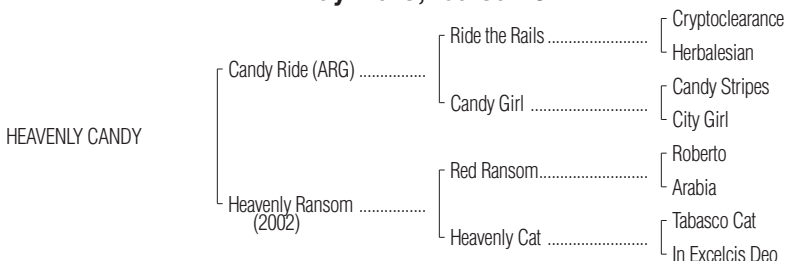 Cryptoclearance
Ride the Rails
Herbalesian
Candy Ride (ARG)
Candy Stripes
Candy Girl
City Girl
HEAVENLY CANDY
Roberto
Red Ransom
Arabia
Heavenly Ransom
(2002)
Tabasco Cat
Heavenly Cat
In Excelcis Deo